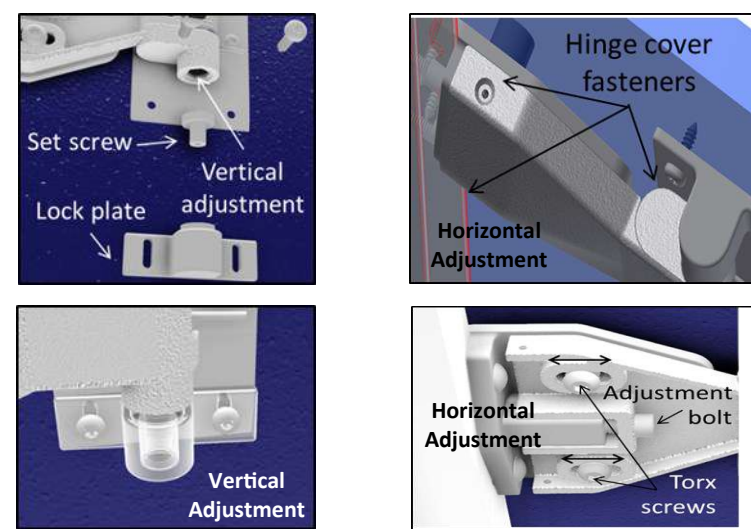 Set screw
Vertical
adjustment
Lock plate
Hinge cover
fasteners
Horizontal
Adjustment
Vertical
Adjustment
Horizontal
Adjustment
Adjustment
bolt
Torx
screws